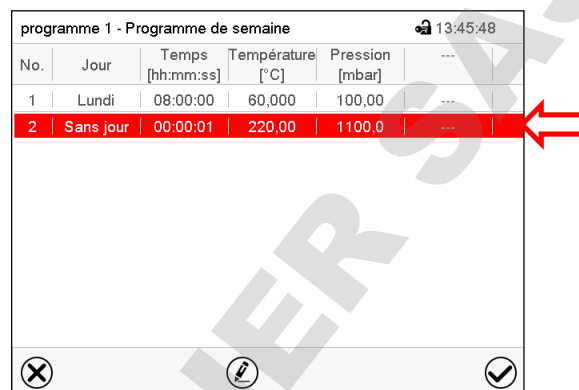 programme 1 - Programme de semaine 13:45:48
No. Jour Temps [hh:mm:ss] Température [°C] Pression [mbar] ---
1 Lundi 08:00:00 60,000 100,00 ---
2 Sans jour 00:00:01 220,00 1100,0 ---